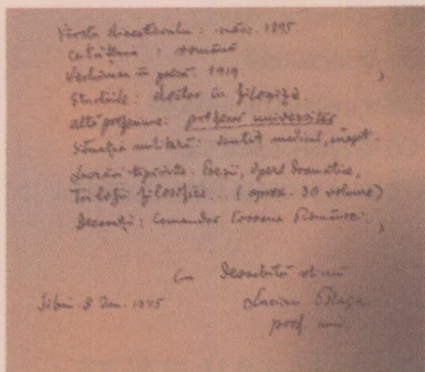 Vârsta directorului: născ. 1895
cetățenia : română
Vechimea în presă: 1919
Studiile: doctor în filosofie
alte profesiuni: profesor universitar
Situația militară: scutit medical, inapt.
Lucrări tipărite. Poezii, opere dramatice,
Trilogii filosofice... (aprox. 30 volume)
Decorații: Comandor Coroana României.
Cu deosebită stimă
Sibiu 8 Ian. 1945 Lucian Blaga
prof. univ.